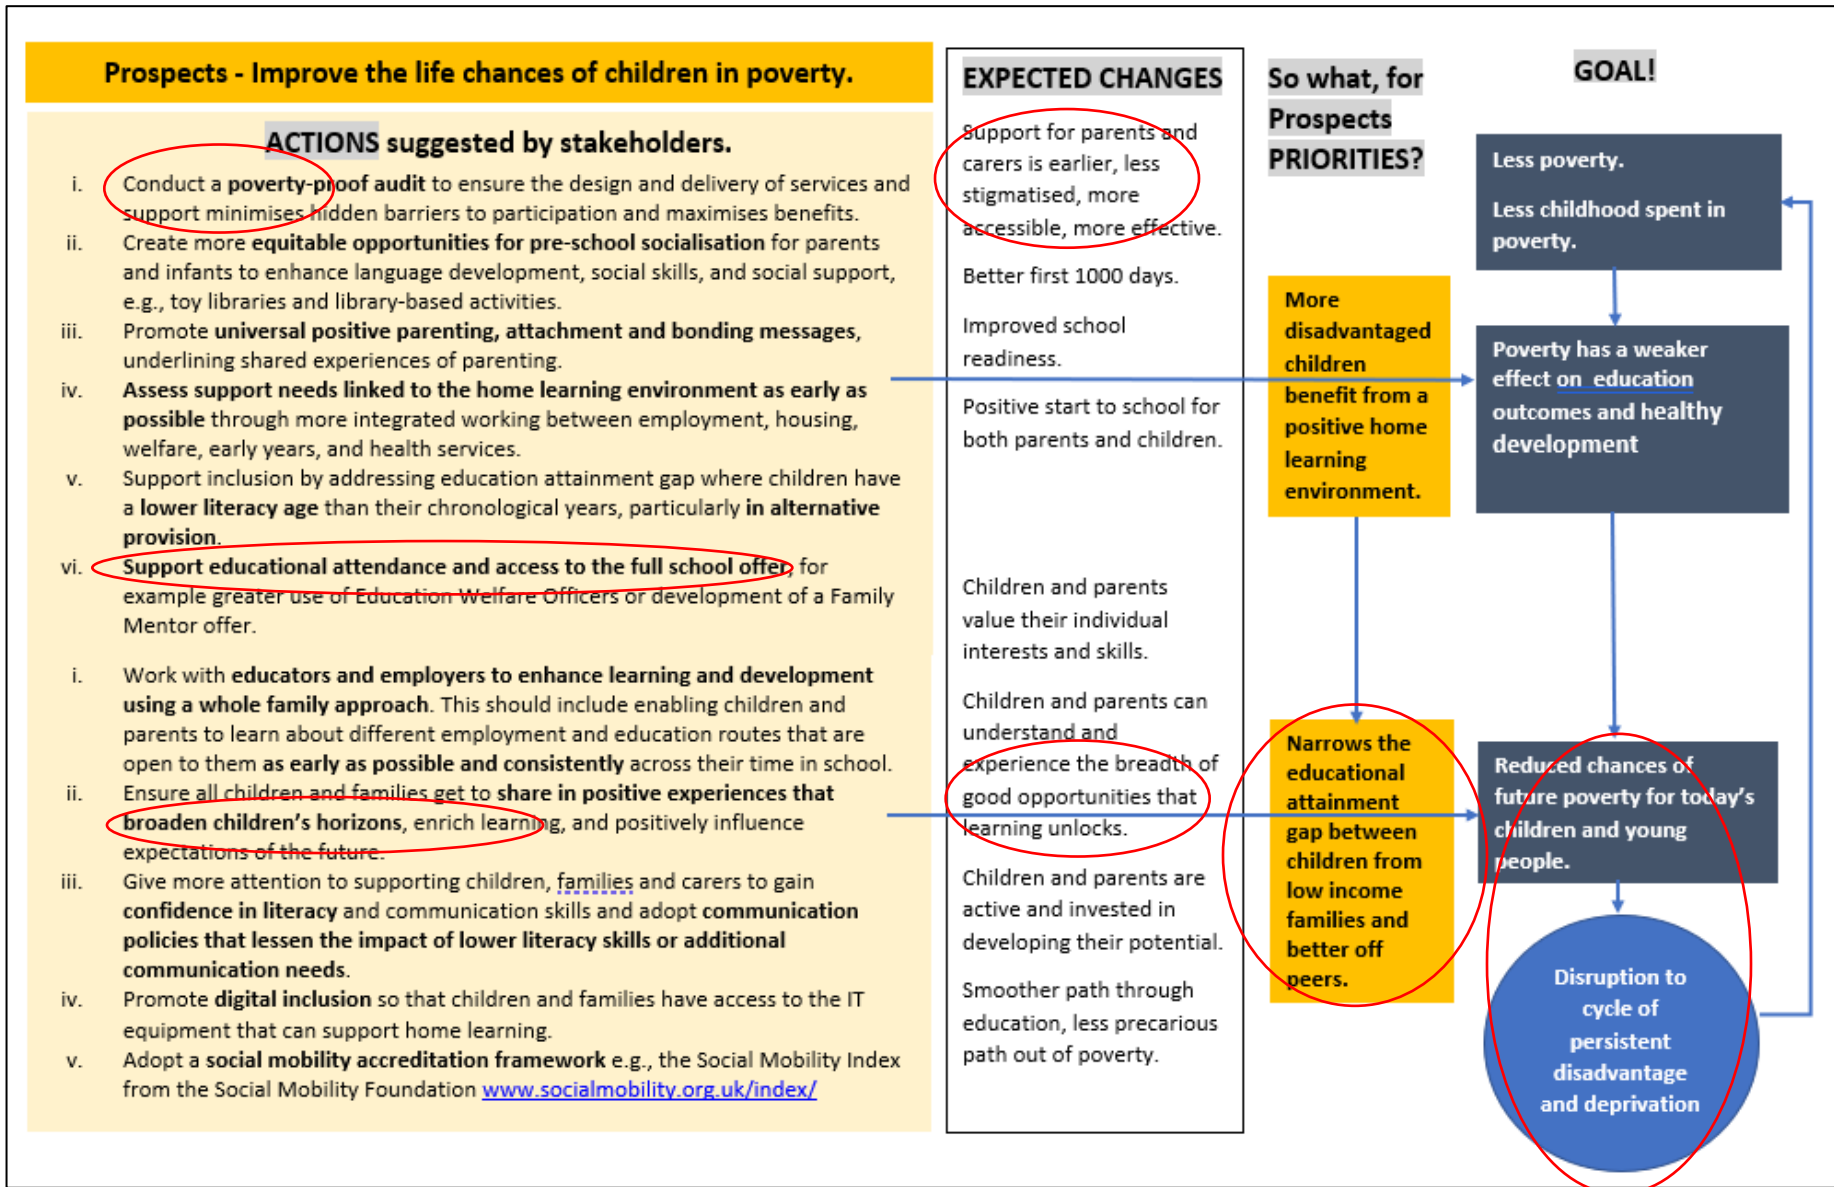 Prospects - Improve the life chances of children in poverty.
ACTIONS suggested by stakeholders.
i. Conduct a poverty-proof audit to ensure the design and delivery of services and
support minimises hidden barriers to participation and maximises benefits.
ii. Create more equitable opportunities for pre-school socialisation for parents
and infants to enhance language development, social skills, and social support,
e.g., toy libraries and library-based activities.
iii. Promote universal positive parenting, attachment and bonding messages,
underlining shared experiences of parenting.
iv. Assess support needs linked to the home learning environment as early as
possible through more integrated working between employment, housing,
welfare, early years, and health services.
v. Support inclusion by addressing education attainment gap where children have
a lower literacy age than their chronological years, particularly in alternative
provision.
vi. Support educational attendance and access to the full school offer, for
example greater use of Education Welfare Officers or development of a Family
Mentor offer.
i. Work with educators and employers to enhance learning and development
using a whole family approach. This should include enabling children and
parents to learn about different employment and education routes that are
open to them as early as possible and consistently across their time in school.
ii. Ensure all children and families get to share in positive experiences that
broaden children's horizons, enrich learning, and positively influence
expectations of the future.
iii. Give more attention to supporting children, families and carers to gain
confidence in literacy and communication skills and adopt communication
policies that lessen the impact of lower literacy skills or additional
communication needs.
iv. Promote digital inclusion so that children and families have access to the IT
equipment that can support home learning.
v. Adopt a social mobility accreditation framework e.g., the Social Mobility Index
from the Social Mobility Foundation www.socialmobility.org.uk/index/
EXPECTED CHANGES
Support for parents and
carers is earlier, less
stigmatised, more
accessible, more effective.
Better first 1000 days.
Improved school
readiness.
Positive start to school for
both parents and children.
Children and parents
value their individual
interests and skills.
Children and parents can
understand and
experience the breadth of
good opportunities that
learning unlocks.
Children and parents are
active and invested in
developing their potential.
Smoother path through
education, less precarious
path out of poverty.
So what, for
Prospects
PRIORITIES?
More
disadvantaged
children
benefit from a
positive home
learning
environment.
Narrows the
educational
attainment
gap between
children from
low income
families and
better off
peers.
GOAL!
Less poverty.
Less childhood spent in
poverty.
Poverty has a weaker
effect on education
outcomes and healthy
development
Reduced chances of
future poverty for today's
children and young
people.
Disruption to
cycle of
persistent
disadvantage
and deprivation